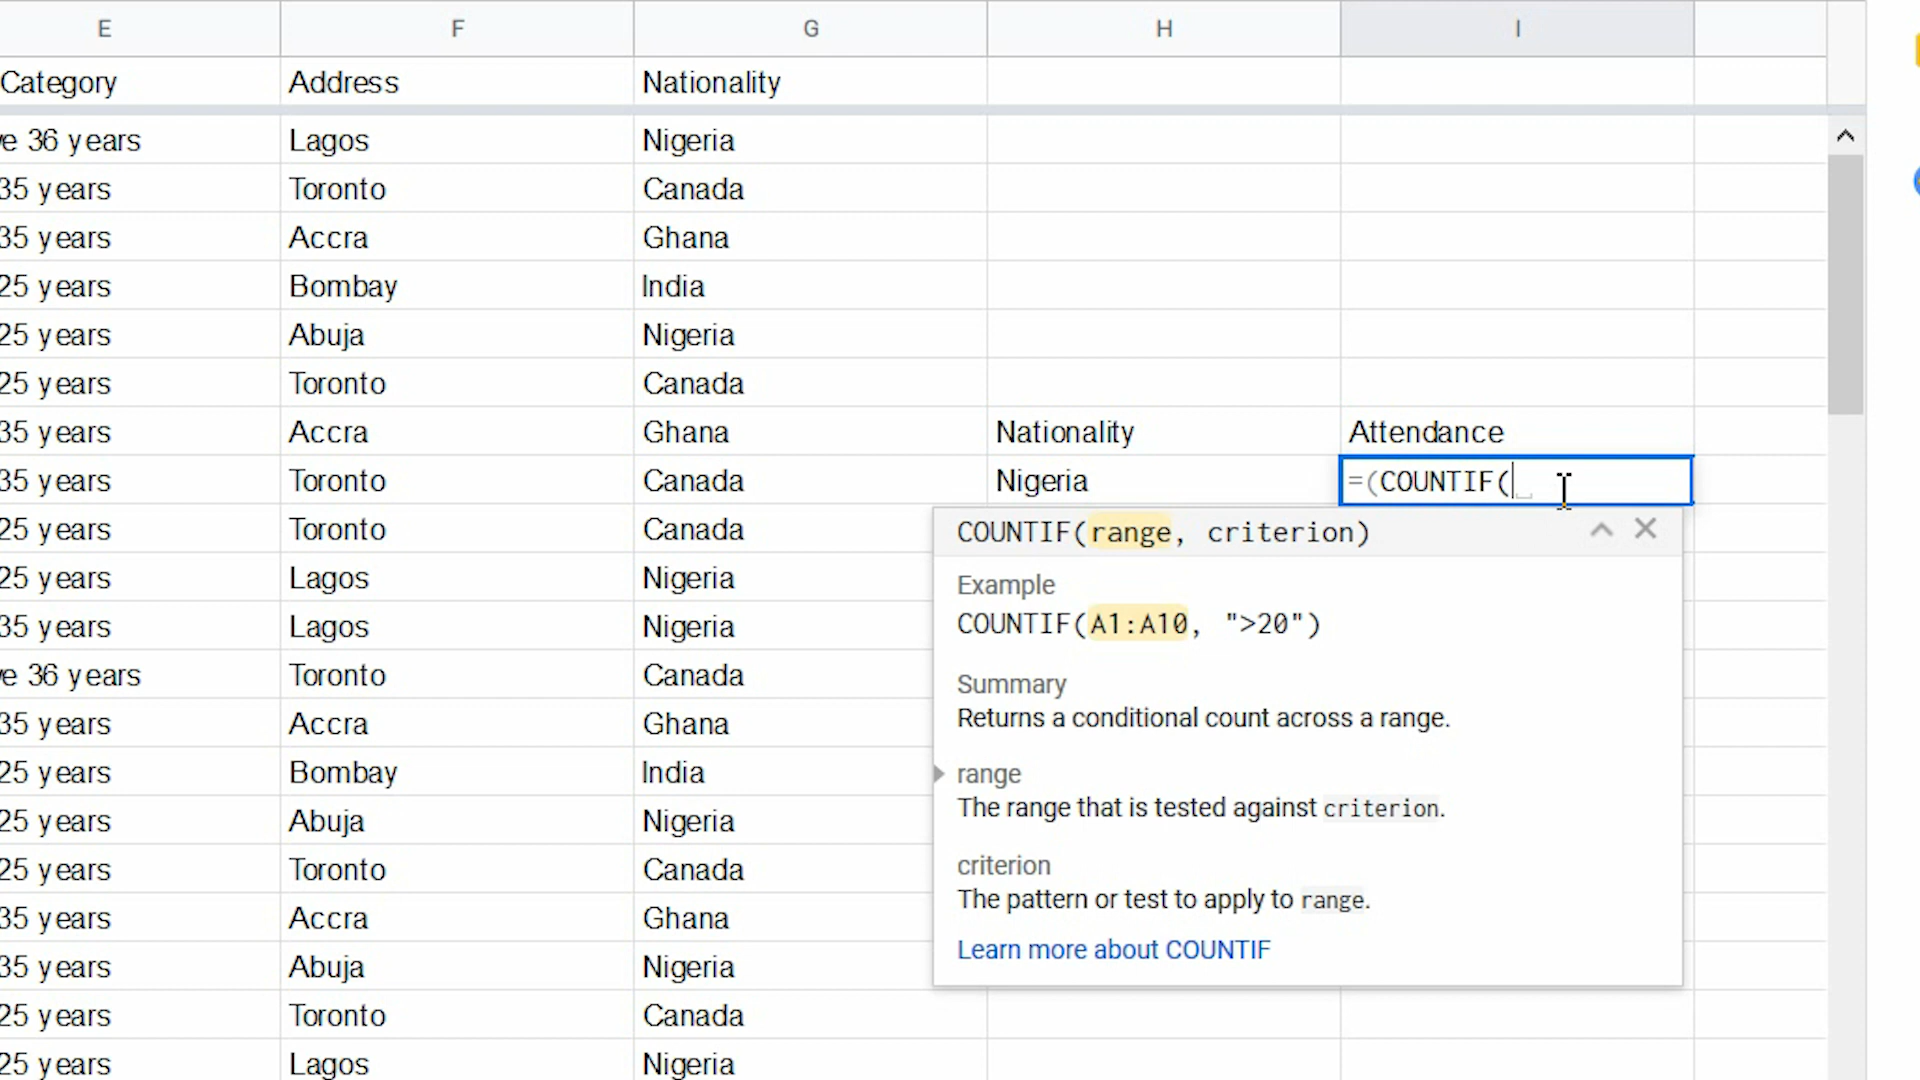 E F G H I
Category Address Nationality
ve 36 years Lagos Nigeria
35 years Toronto Canada
35 years Accra Ghana
25 years Bombay India
25 years Abuja Nigeria
25 years Toronto Canada
35 years Accra Ghana Nationality Attendance
35 years Toronto Canada Nigeria =(COUNTIF(
25 years Toronto Canada
25 years Lagos Nigeria
35 years Lagos Nigeria
ve 36 years Toronto Canada
35 years Accra Ghana
25 years Bombay India
25 years Abuja Nigeria
25 years Toronto Canada
35 years Accra Ghana
35 years Abuja Nigeria
25 years Toronto Canada
25 years Lagos Nigeria
COUNTIF(range, criterion)
Example
COUNTIF(A1:A10, ">20")
Summary
Returns a conditional count across a range.
range
The range that is tested against criterion.
criterion
The pattern or test to apply to range.
Learn more about COUNTIF